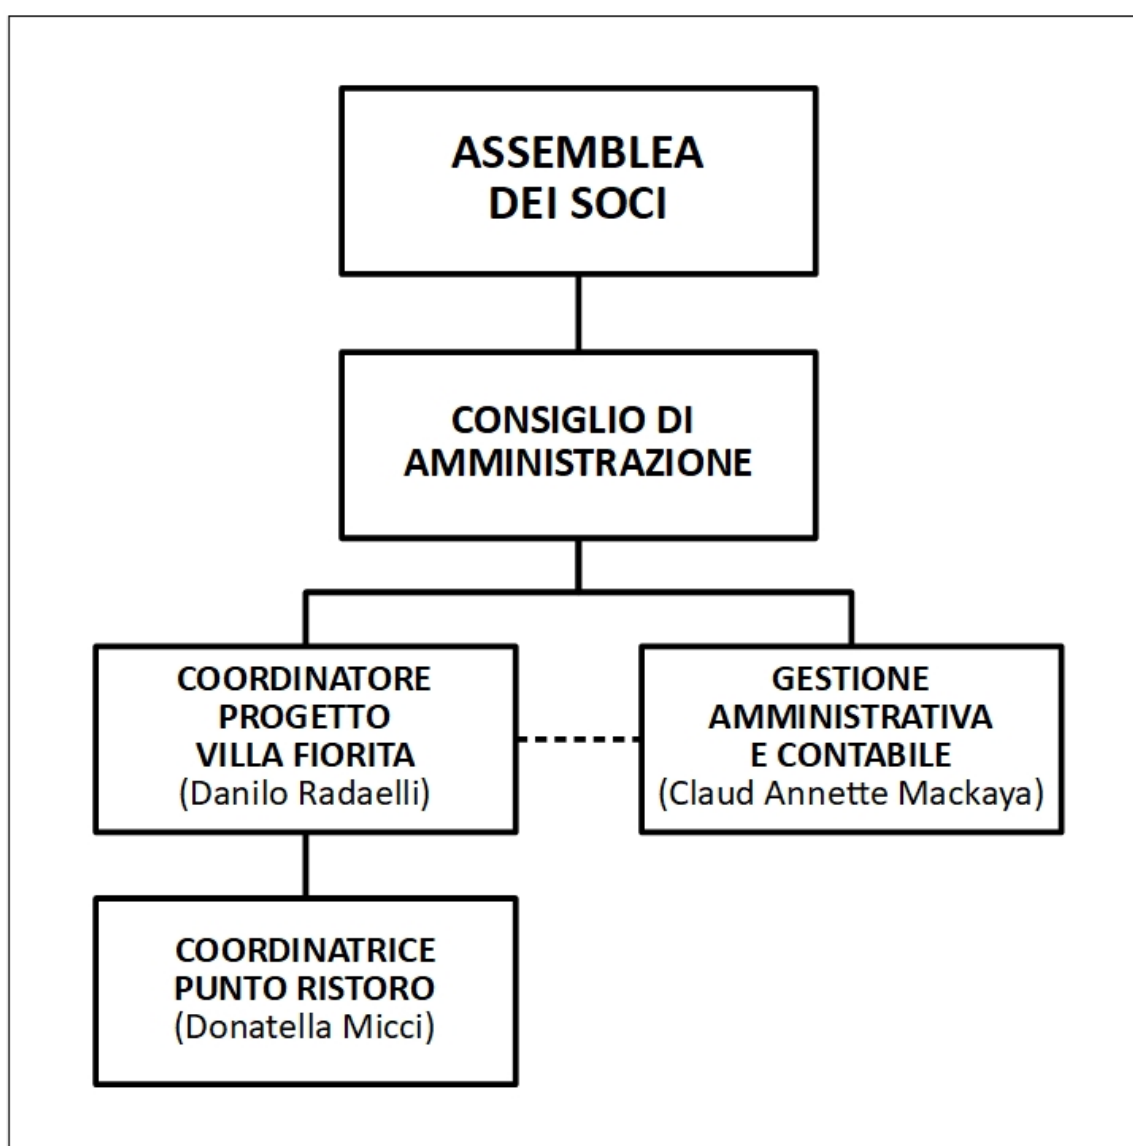 ASSEMBLEA
DEI SOCI
CONSIGLIO DI
AMMINISTRAZIONE
COORDINATORE
PROGETTO
VILLA FIORITA
(Danilo Radaelli)
GESTIONE
AMMINISTRATIVA
E CONTABILE
(Claud Annette Mackaya)
COORDINATRICE
PUNTO RISTORO
(Donatella Micci)